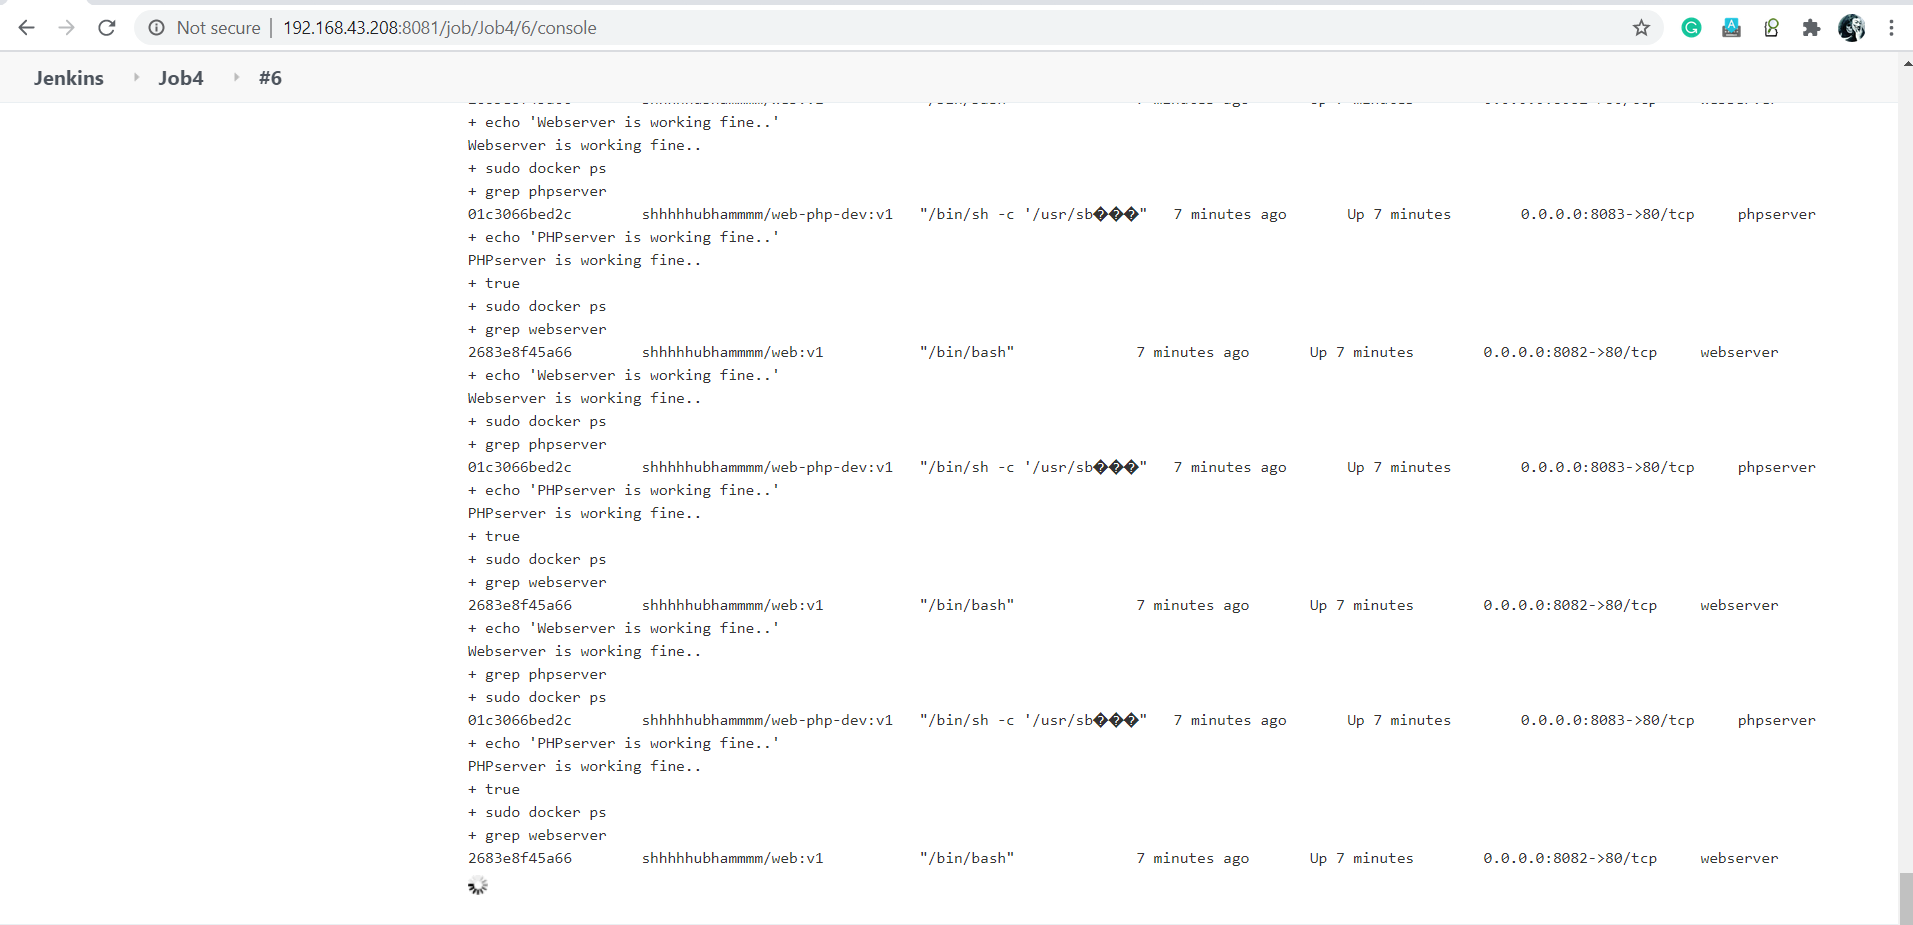 Not secure | 192.168.43.208:8081/job/Job4/6/console
Jenkins Job4 #6
+ echo 'Webserver is working fine..'
Webserver is working fine..
+ sudo docker ps
+ grep phpserver
01c3066bed2c shhhhhubhammmm/web-php-dev:v1 "/bin/sh -c '/usr/sb���" 7 minutes ago Up 7 minutes 0.0.0.0:8083->80/tcp phpserver
+ echo 'PHPserver is working fine..'
PHPserver is working fine..
+ true
+ sudo docker ps
+ grep webserver
2683e8f45a66 shhhhhubhammmm/web:v1 "/bin/bash" 7 minutes ago Up 7 minutes 0.0.0.0:8082->80/tcp webserver
+ echo 'Webserver is working fine..'
Webserver is working fine..
+ sudo docker ps
+ grep phpserver
01c3066bed2c shhhhhubhammmm/web-php-dev:v1 "/bin/sh -c '/usr/sb���" 7 minutes ago Up 7 minutes 0.0.0.0:8083->80/tcp phpserver
+ echo 'PHPserver is working fine..'
PHPserver is working fine..
+ true
+ sudo docker ps
+ grep webserver
2683e8f45a66 shhhhhubhammmm/web:v1 "/bin/bash" 7 minutes ago Up 7 minutes 0.0.0.0:8082->80/tcp webserver
+ echo 'Webserver is working fine..'
Webserver is working fine..
+ grep phpserver
+ sudo docker ps
01c3066bed2c shhhhhubhammmm/web-php-dev:v1 "/bin/sh -c '/usr/sb���" 7 minutes ago Up 7 minutes 0.0.0.0:8083->80/tcp phpserver
+ echo 'PHPserver is working fine..'
PHPserver is working fine..
+ true
+ sudo docker ps
+ grep webserver
2683e8f45a66 shhhhhubhammmm/web:v1 "/bin/bash" 7 minutes ago Up 7 minutes 0.0.0.0:8082->80/tcp webserver